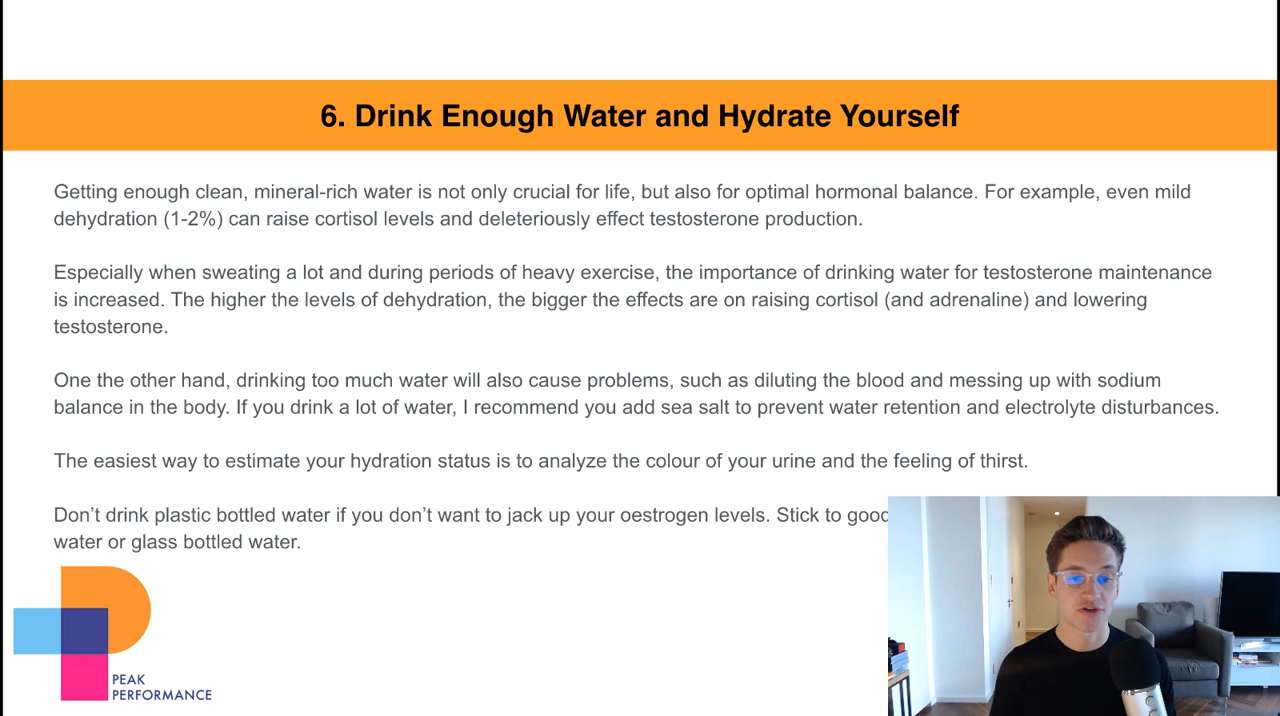 6. Drink Enough Water and Hydrate Yourself
Getting enough clean, mineral-rich water is not only crucial for life, but also for optimal hormonal balance. For example, even mild
dehydration (1-2%) can raise cortisol levels and deleteriously effect testosterone production.
Especially when sweating a lot and during periods of heavy exercise, the importance of drinking water for testosterone maintenance
is increased. The higher the levels of dehydration, the bigger the effects are on raising cortisol (and adrenaline) and lowering
testosterone.
One the other hand, drinking too much water will also cause problems, such as diluting the blood and messing up with sodium
balance in the body. If you drink a lot of water, I recommend you add sea salt to prevent water retention and electrolyte disturbances.
The easiest way to estimate your hydration status is to analyze the colour of your urine and the feeling of thirst.
Don’t drink plastic bottled water if you don’t want to jack up your oestrogen levels. Stick to good
water or glass bottled water.
PEAK
PERFORMANCE